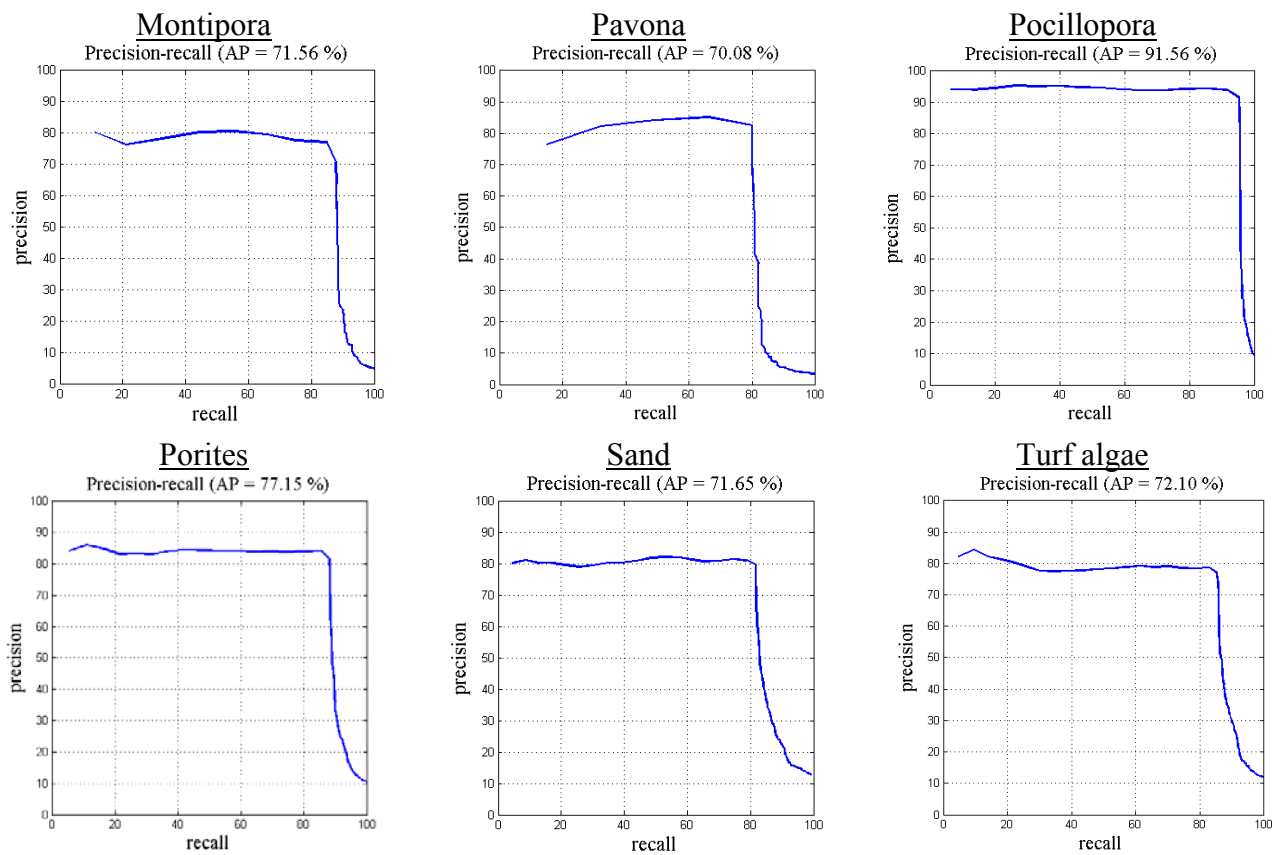 Montipora
Precision-recall (AP = 71.56 %)
100
90
80
70
60
50
40
30
20
10
0
precision
0 20 40 60 80 100
recall
Pavona
Precision-recall (AP = 70.08 %)
100
90
80
70
60
50
40
30
20
10
0
precision
0 20 40 60 80 100
recall
Pocillopora
Precision-recall (AP = 91.56 %)
100
90
80
70
60
50
40
30
20
10
0
precision
0 20 40 60 80 100
recall
Porites
Precision-recall (AP = 77.15 %)
100
90
80
70
60
50
40
30
20
10
0
precision
0 20 40 60 80 100
recall
Sand
Precision-recall (AP = 71.65 %)
100
90
80
70
60
50
40
30
20
10
0
precision
0 20 40 60 80 100
recall
Turf algae
Precision-recall (AP = 72.10 %)
100
90
80
70
60
50
40
30
20
10
0
precision
0 20 40 60 80 100
recall